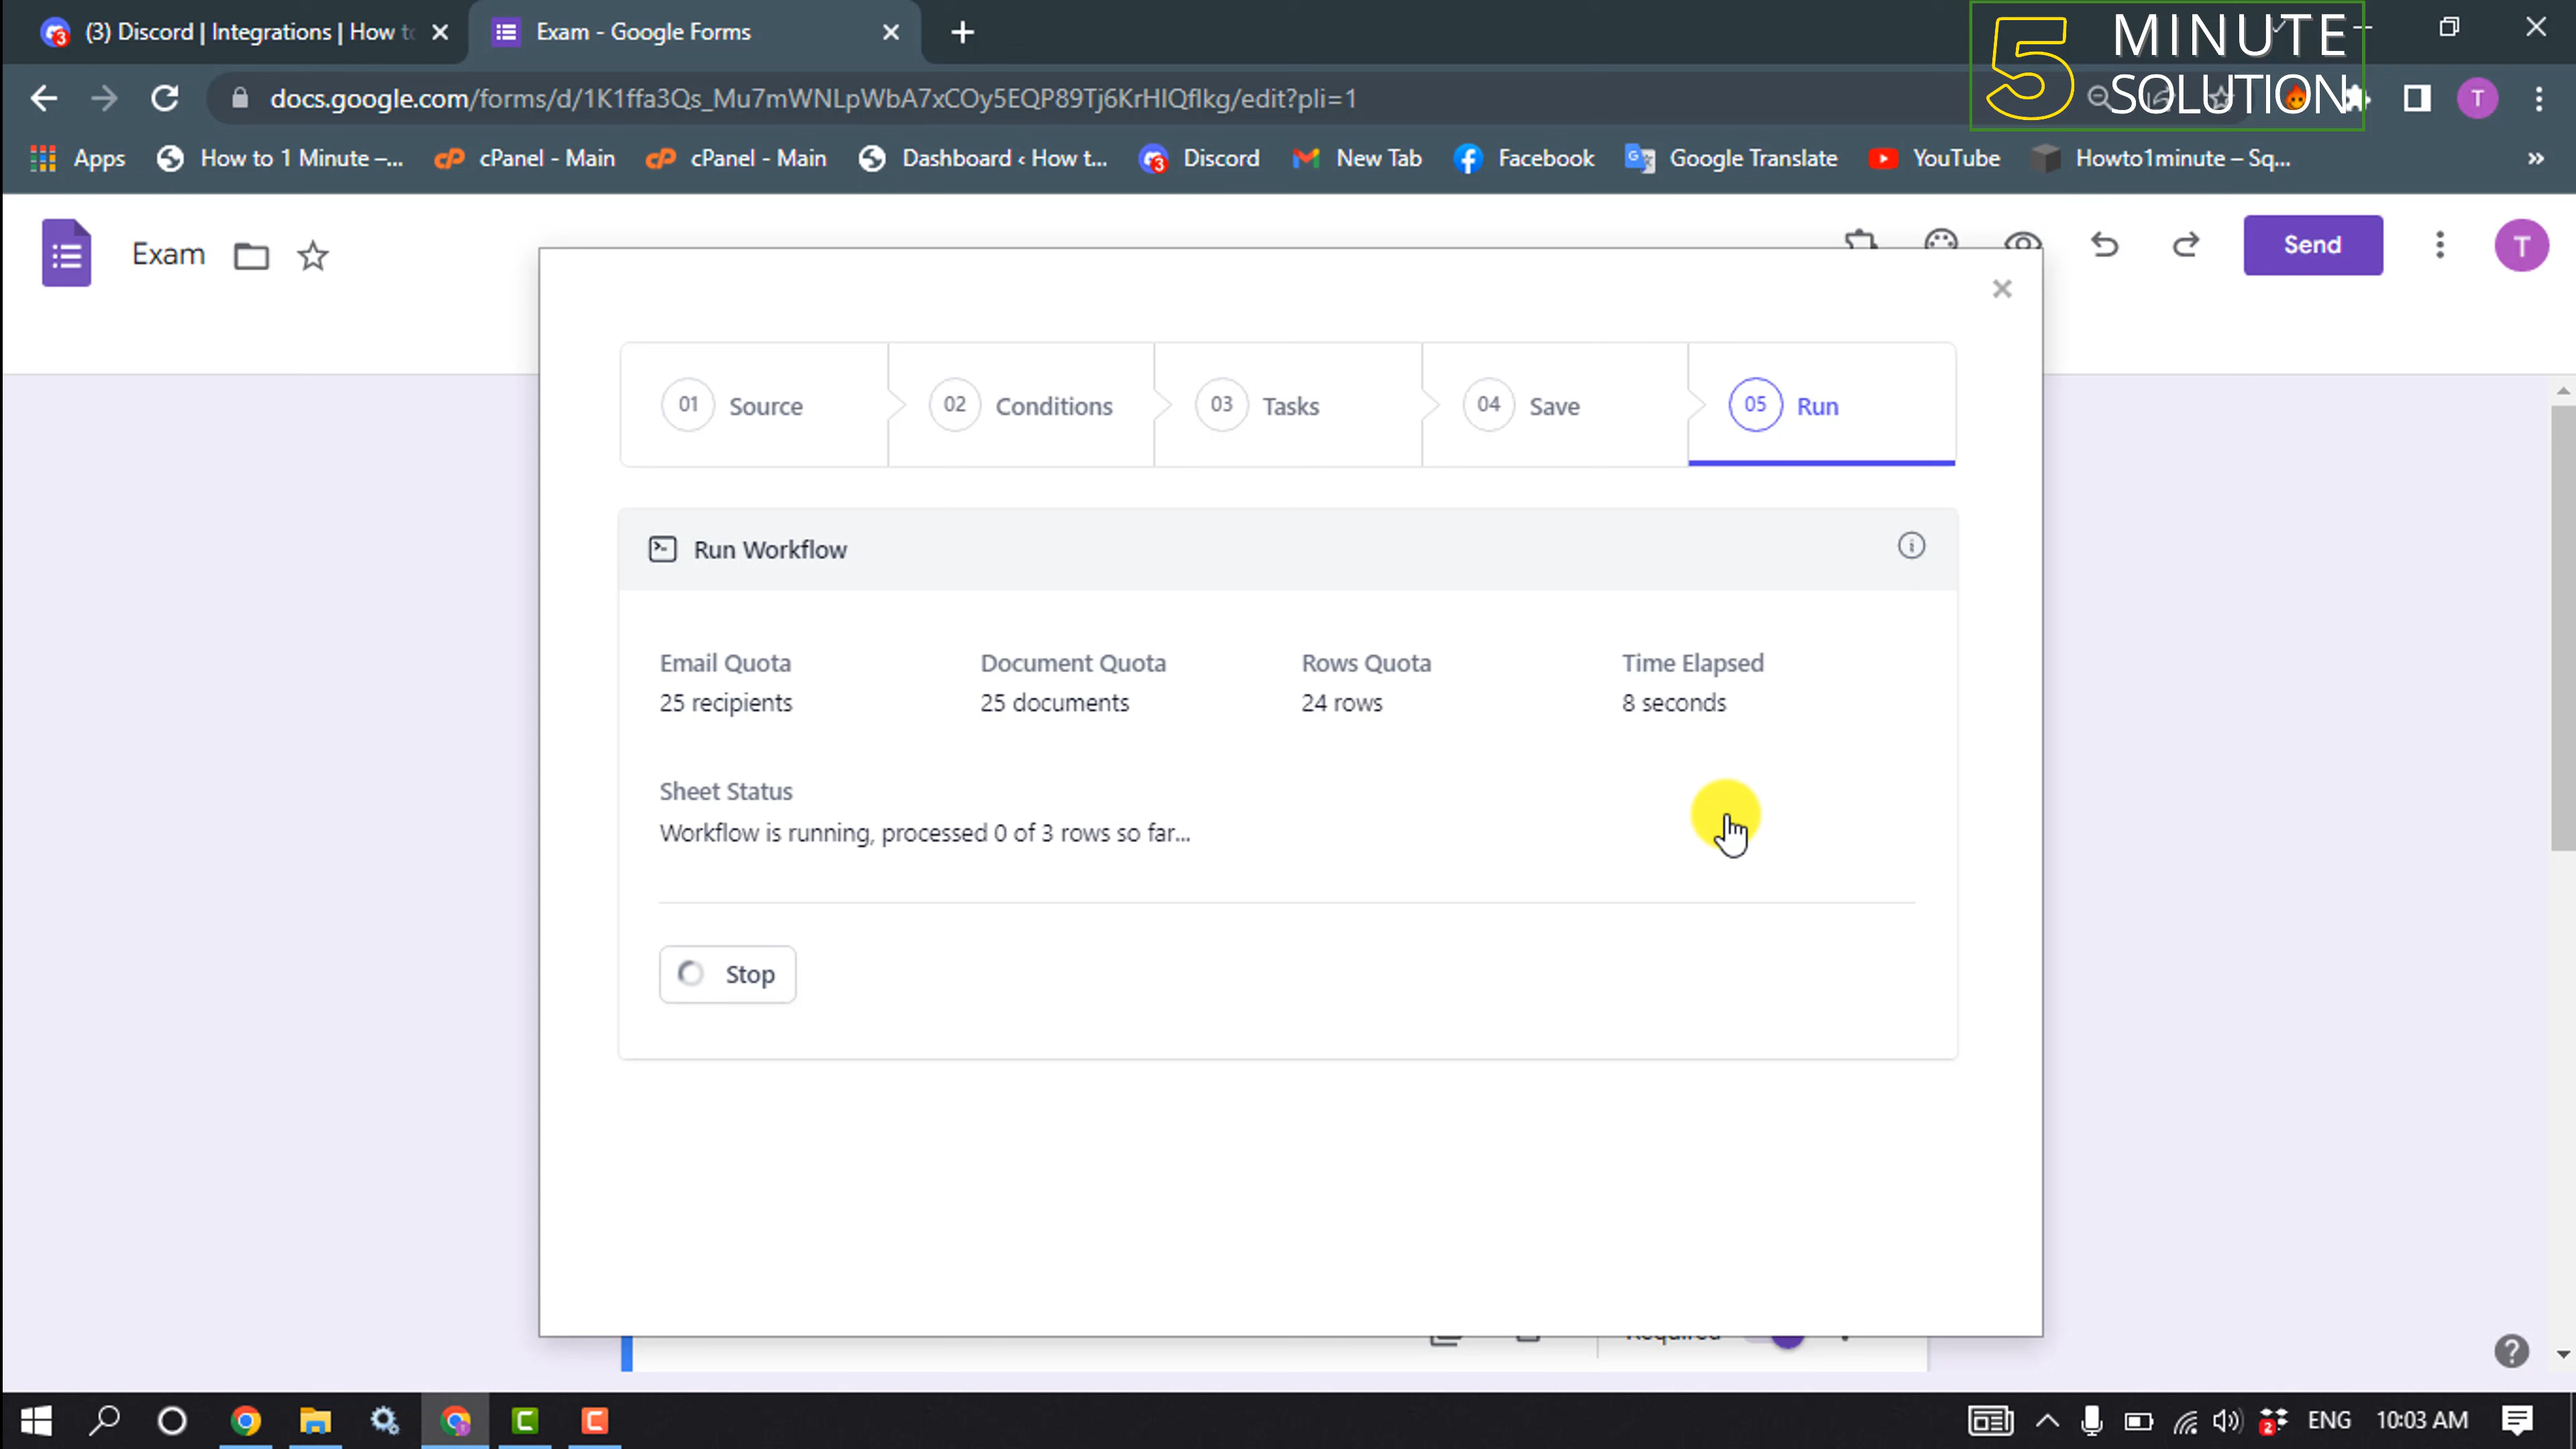 (3) Discord | Integrations | How to
Exam - Google Forms
5 MINUTE
SOLUTION
docs.google.com/forms/d/1K1ffa3Qs_Mu7mWNLpWbA7xCOy5EQP89Tj6KrHIQflkg/edit?pli=1
T
Apps
How to 1 Minute –...
cPanel - Main
cPanel - Main
Dashboard ‹ How t...
3
Discord
New Tab
Facebook
Google Translate
YouTube
Howto1minute – Sq...
»
Exam
Send
T
01 Source
02 Conditions
03 Tasks
04 Save
05 Run
Run Workflow
Email Quota
25 recipients
Document Quota
25 documents
Rows Quota
24 rows
Time Elapsed
8 seconds
Sheet Status
Workflow is running, processed 0 of 3 rows so far...
Stop
Required
2
ENG
10:03 AM